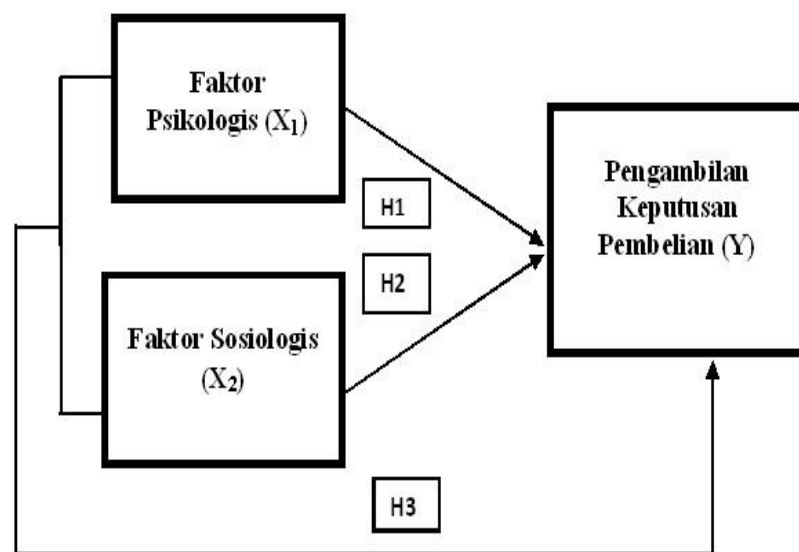 Faktor
Psikologis (X₁)
H1
Pengambilan
Keputusan
Pembelian (Y)
H2
Faktor Sosiologis
(X₂)
H3